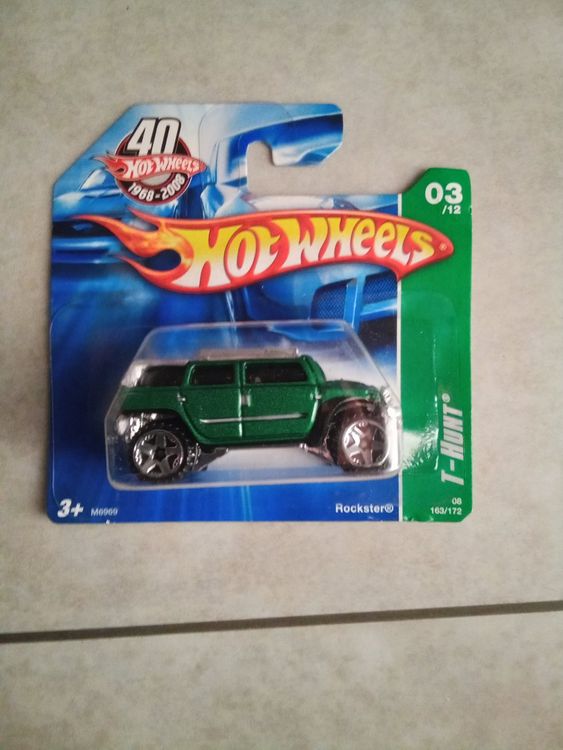 40
HOT WHEELS
1968-2008
03
/12
HOT WHEELS®
T-HUNT®
3+
M6969
Rockster®
08
163/172